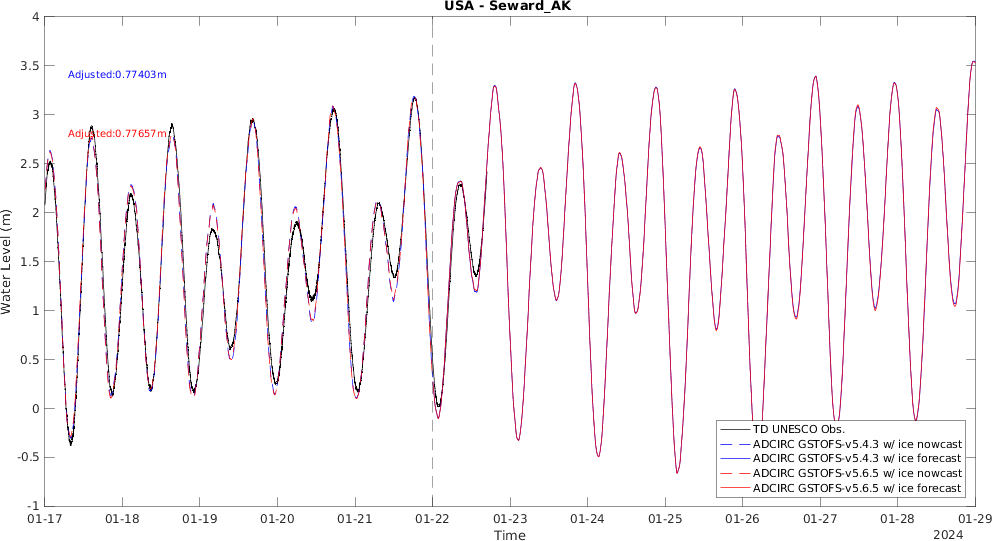 USA - Seward_AK
4
3.5
3
2.5
2
1.5
1
0.5
0
-0.5
-1
Water Level (m)
Adjusted:0.77403m
Adjusted:0.77657m
TD UNESCO Obs.
ADCIRC GSTOFS-v5.4.3 w/ ice nowcast
ADCIRC GSTOFS-v5.4.3 w/ ice forecast
ADCIRC GSTOFS-v5.6.5 w/ ice nowcast
ADCIRC GSTOFS-v5.6.5 w/ ice forecast
01-17 01-18 01-19 01-20 01-21 01-22 01-23 01-24 01-25 01-26 01-27 01-28 01-29
Time
2024